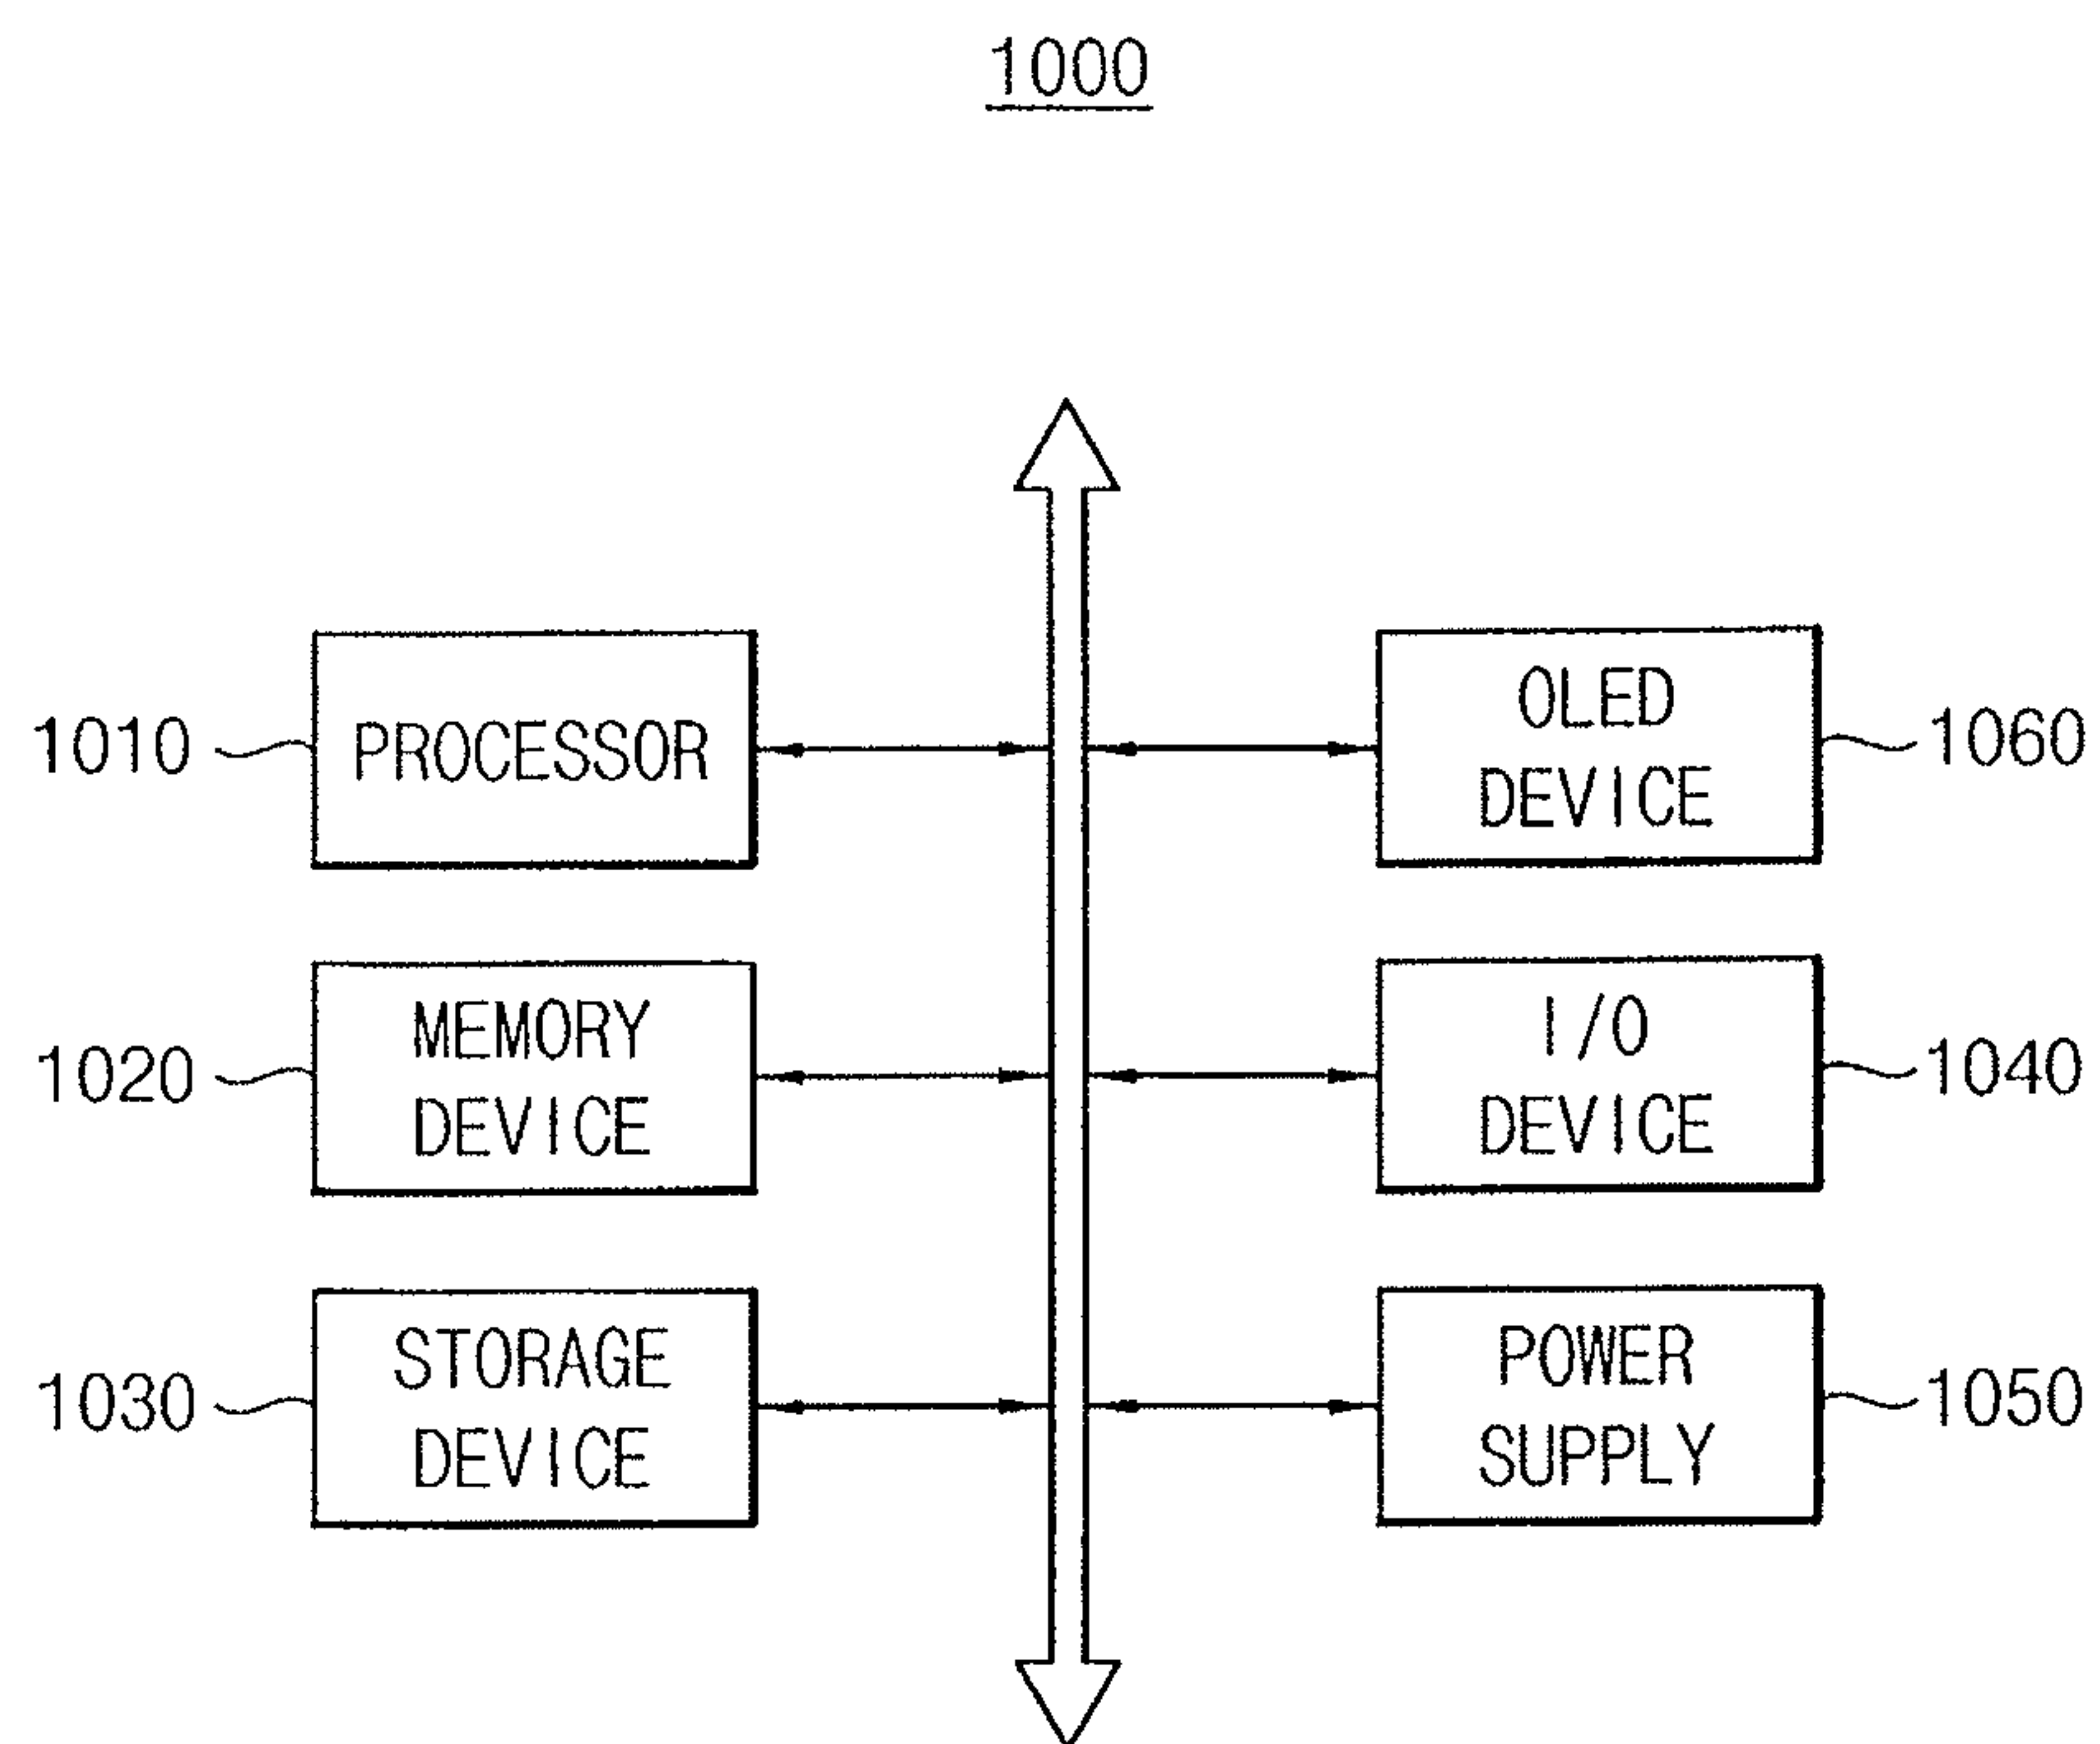 1000
1010
PROCESSOR
OLED
DEVICE
1060
1020
MEMORY
DEVICE
I/O
DEVICE
1040
1030
STORAGE
DEVICE
POWER
SUPPLY
1050